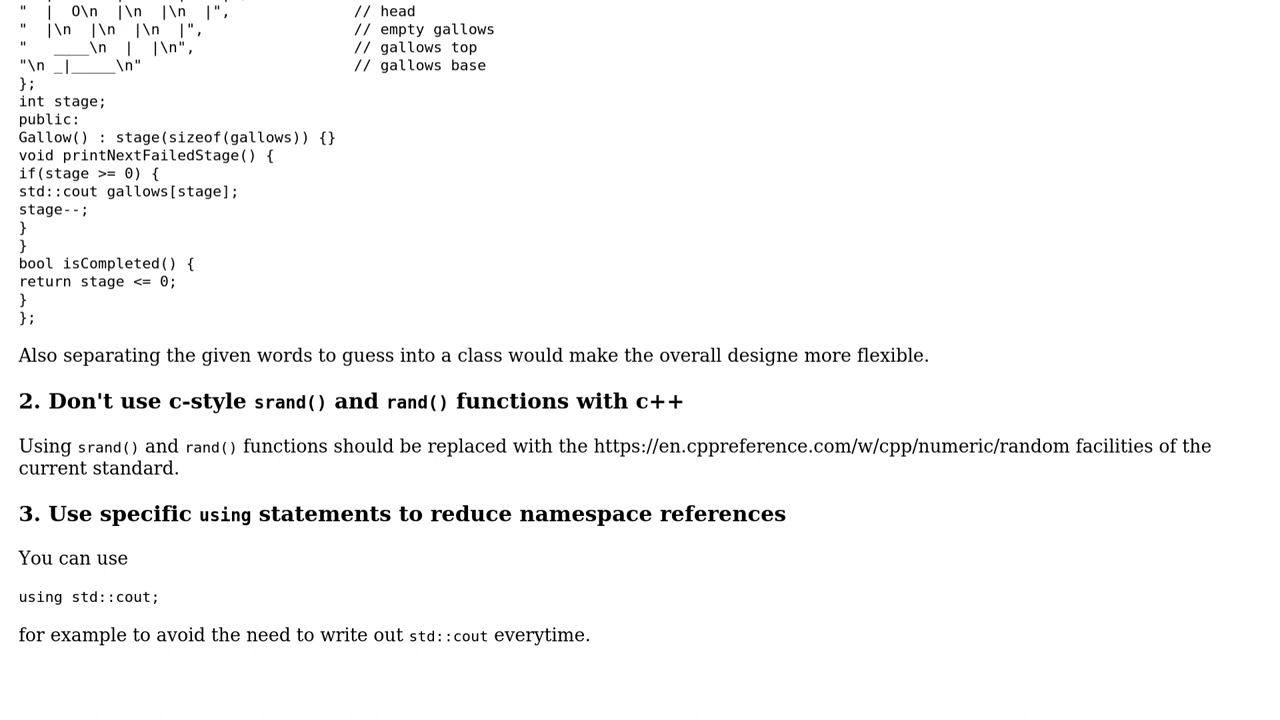 "  |  O\n  |\n  |\n  |",              // head
"  |\n  |\n  |\n  |",                 // empty gallows
"   ____\n  |  |\n",                  // gallows top
"\n _|_____\n"                        // gallows base
};
int stage;
public:
Gallow() : stage(sizeof(gallows)) {}
void printNextFailedStage() {
if(stage >= 0) {
std::cout gallows[stage];
stage--;
}
}
bool isCompleted() {
return stage <= 0;
}
};
Also separating the given words to guess into a class would make the overall designe more flexible.
2. Don't use c-style srand() and rand() functions with c++
Using srand() and rand() functions should be replaced with the https://en.cppreference.com/w/cpp/numeric/random facilities of the
current standard.
3. Use specific using statements to reduce namespace references
You can use
using std::cout;
for example to avoid the need to write out std::cout everytime.